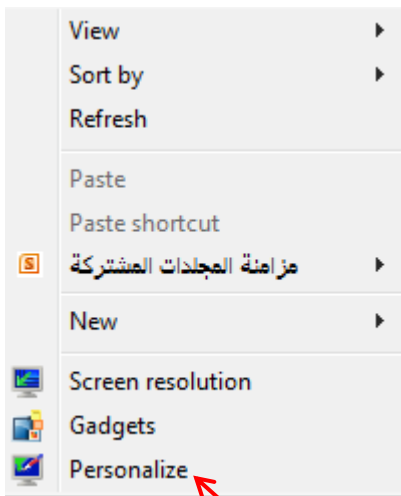 View
Sort by
Refresh
Paste
Paste shortcut
مزامنة المجلدات المشتركة
New
Screen resolution
Gadgets
Personalize